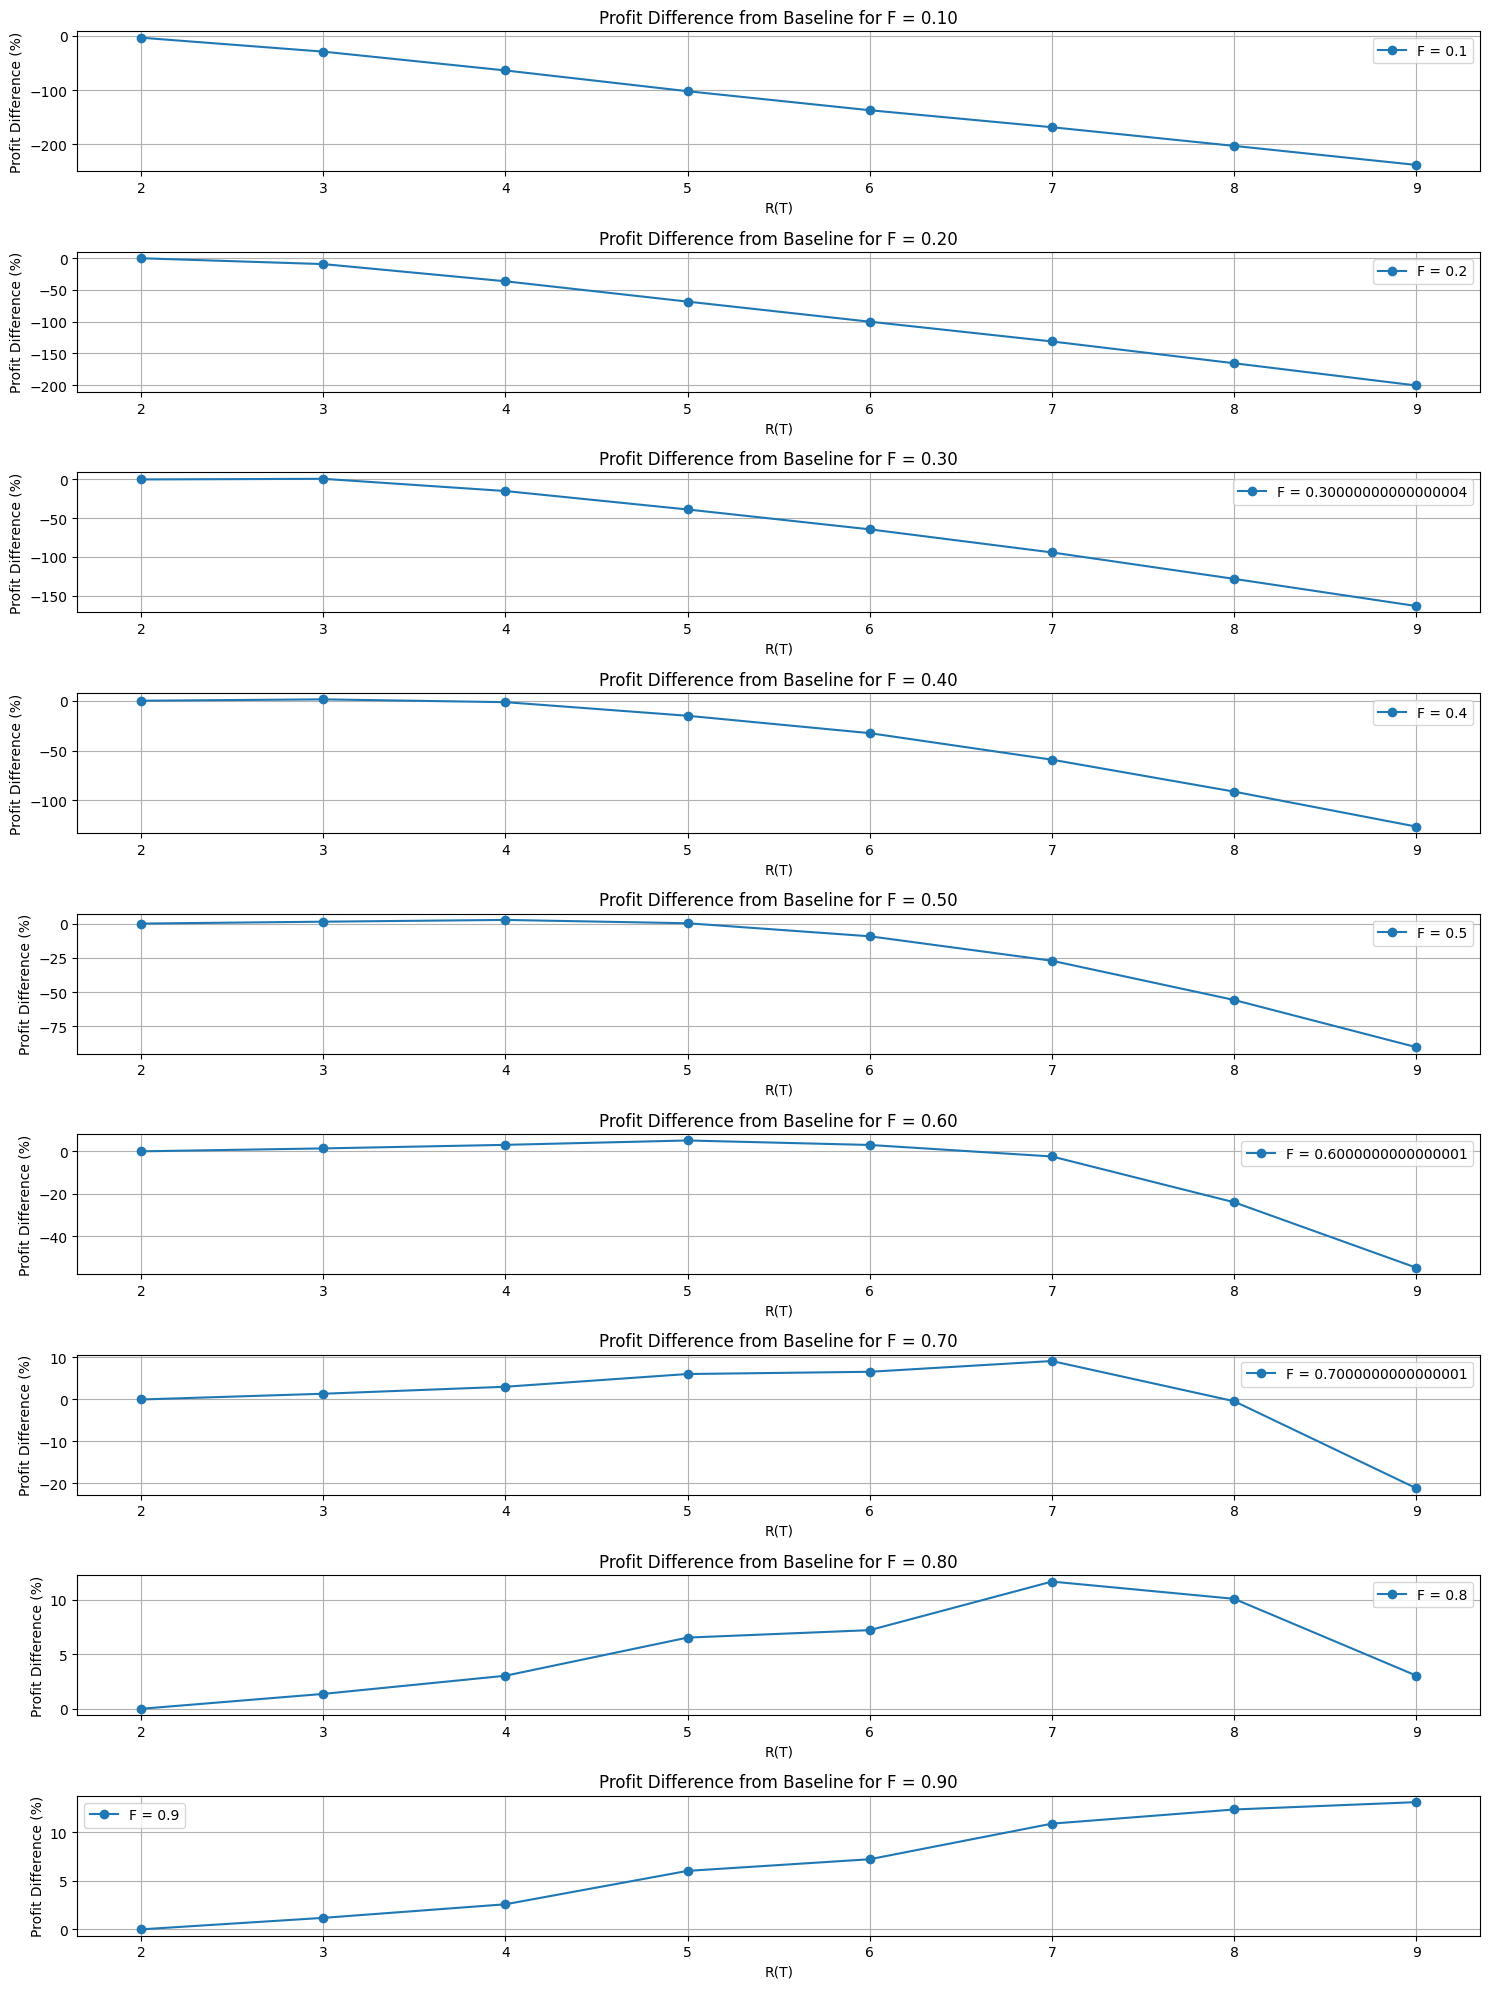 Profit Difference from Baseline for F = 0.10
Profit Difference (%)
0
−100
−200
F = 0.1
2 3 4 5 6 7 8 9
R(T)
Profit Difference from Baseline for F = 0.20
Profit Difference (%)
0
−50
−100
−150
−200
F = 0.2
2 3 4 5 6 7 8 9
R(T)
Profit Difference from Baseline for F = 0.30
Profit Difference (%)
0
−50
−100
−150
F = 0.30000000000000004
2 3 4 5 6 7 8 9
R(T)
Profit Difference from Baseline for F = 0.40
Profit Difference (%)
0
−50
−100
F = 0.4
2 3 4 5 6 7 8 9
R(T)
Profit Difference from Baseline for F = 0.50
Profit Difference (%)
0
−25
−50
−75
F = 0.5
2 3 4 5 6 7 8 9
R(T)
Profit Difference from Baseline for F = 0.60
Profit Difference (%)
0
−20
−40
F = 0.6000000000000001
2 3 4 5 6 7 8 9
R(T)
Profit Difference from Baseline for F = 0.70
Profit Difference (%)
10
0
−10
−20
F = 0.7000000000000001
2 3 4 5 6 7 8 9
R(T)
Profit Difference from Baseline for F = 0.80
Profit Difference (%)
10
5
0
F = 0.8
2 3 4 5 6 7 8 9
R(T)
Profit Difference from Baseline for F = 0.90
Profit Difference (%)
10
5
0
F = 0.9
2 3 4 5 6 7 8 9
R(T)